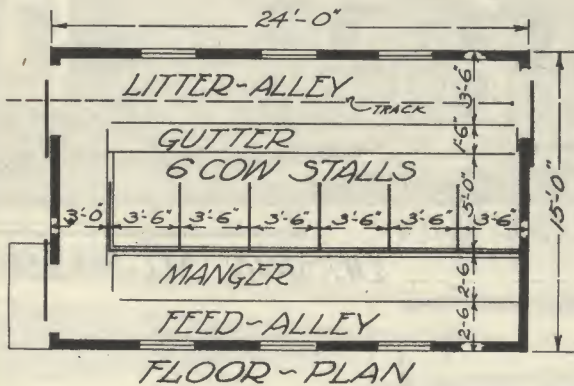 24'-0"
LITTER~ALLEY
TRACK
3'-6"
GUTTER
1'-6"
6 COW STALLS
5'-0"
3'-0" 3'-6" 3'-6" 3'-6" 3'-6" 3'-6" 3'-6"
15'-0"
MANGER
2'-6"
FEED~ALLEY
2'-6
FLOOR~PLAN